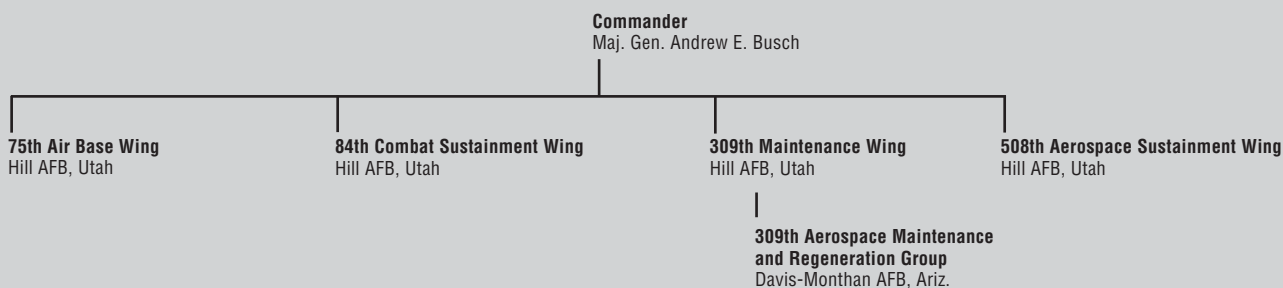 Commander
Maj. Gen. Andrew E. Busch
75th Air Base Wing
Hill AFB, Utah
84th Combat Sustainment Wing
Hill AFB, Utah
309th Maintenance Wing
Hill AFB, Utah
508th Aerospace Sustainment Wing
Hill AFB, Utah
309th Aerospace Maintenance
and Regeneration Group
Davis-Monthan AFB, Ariz.